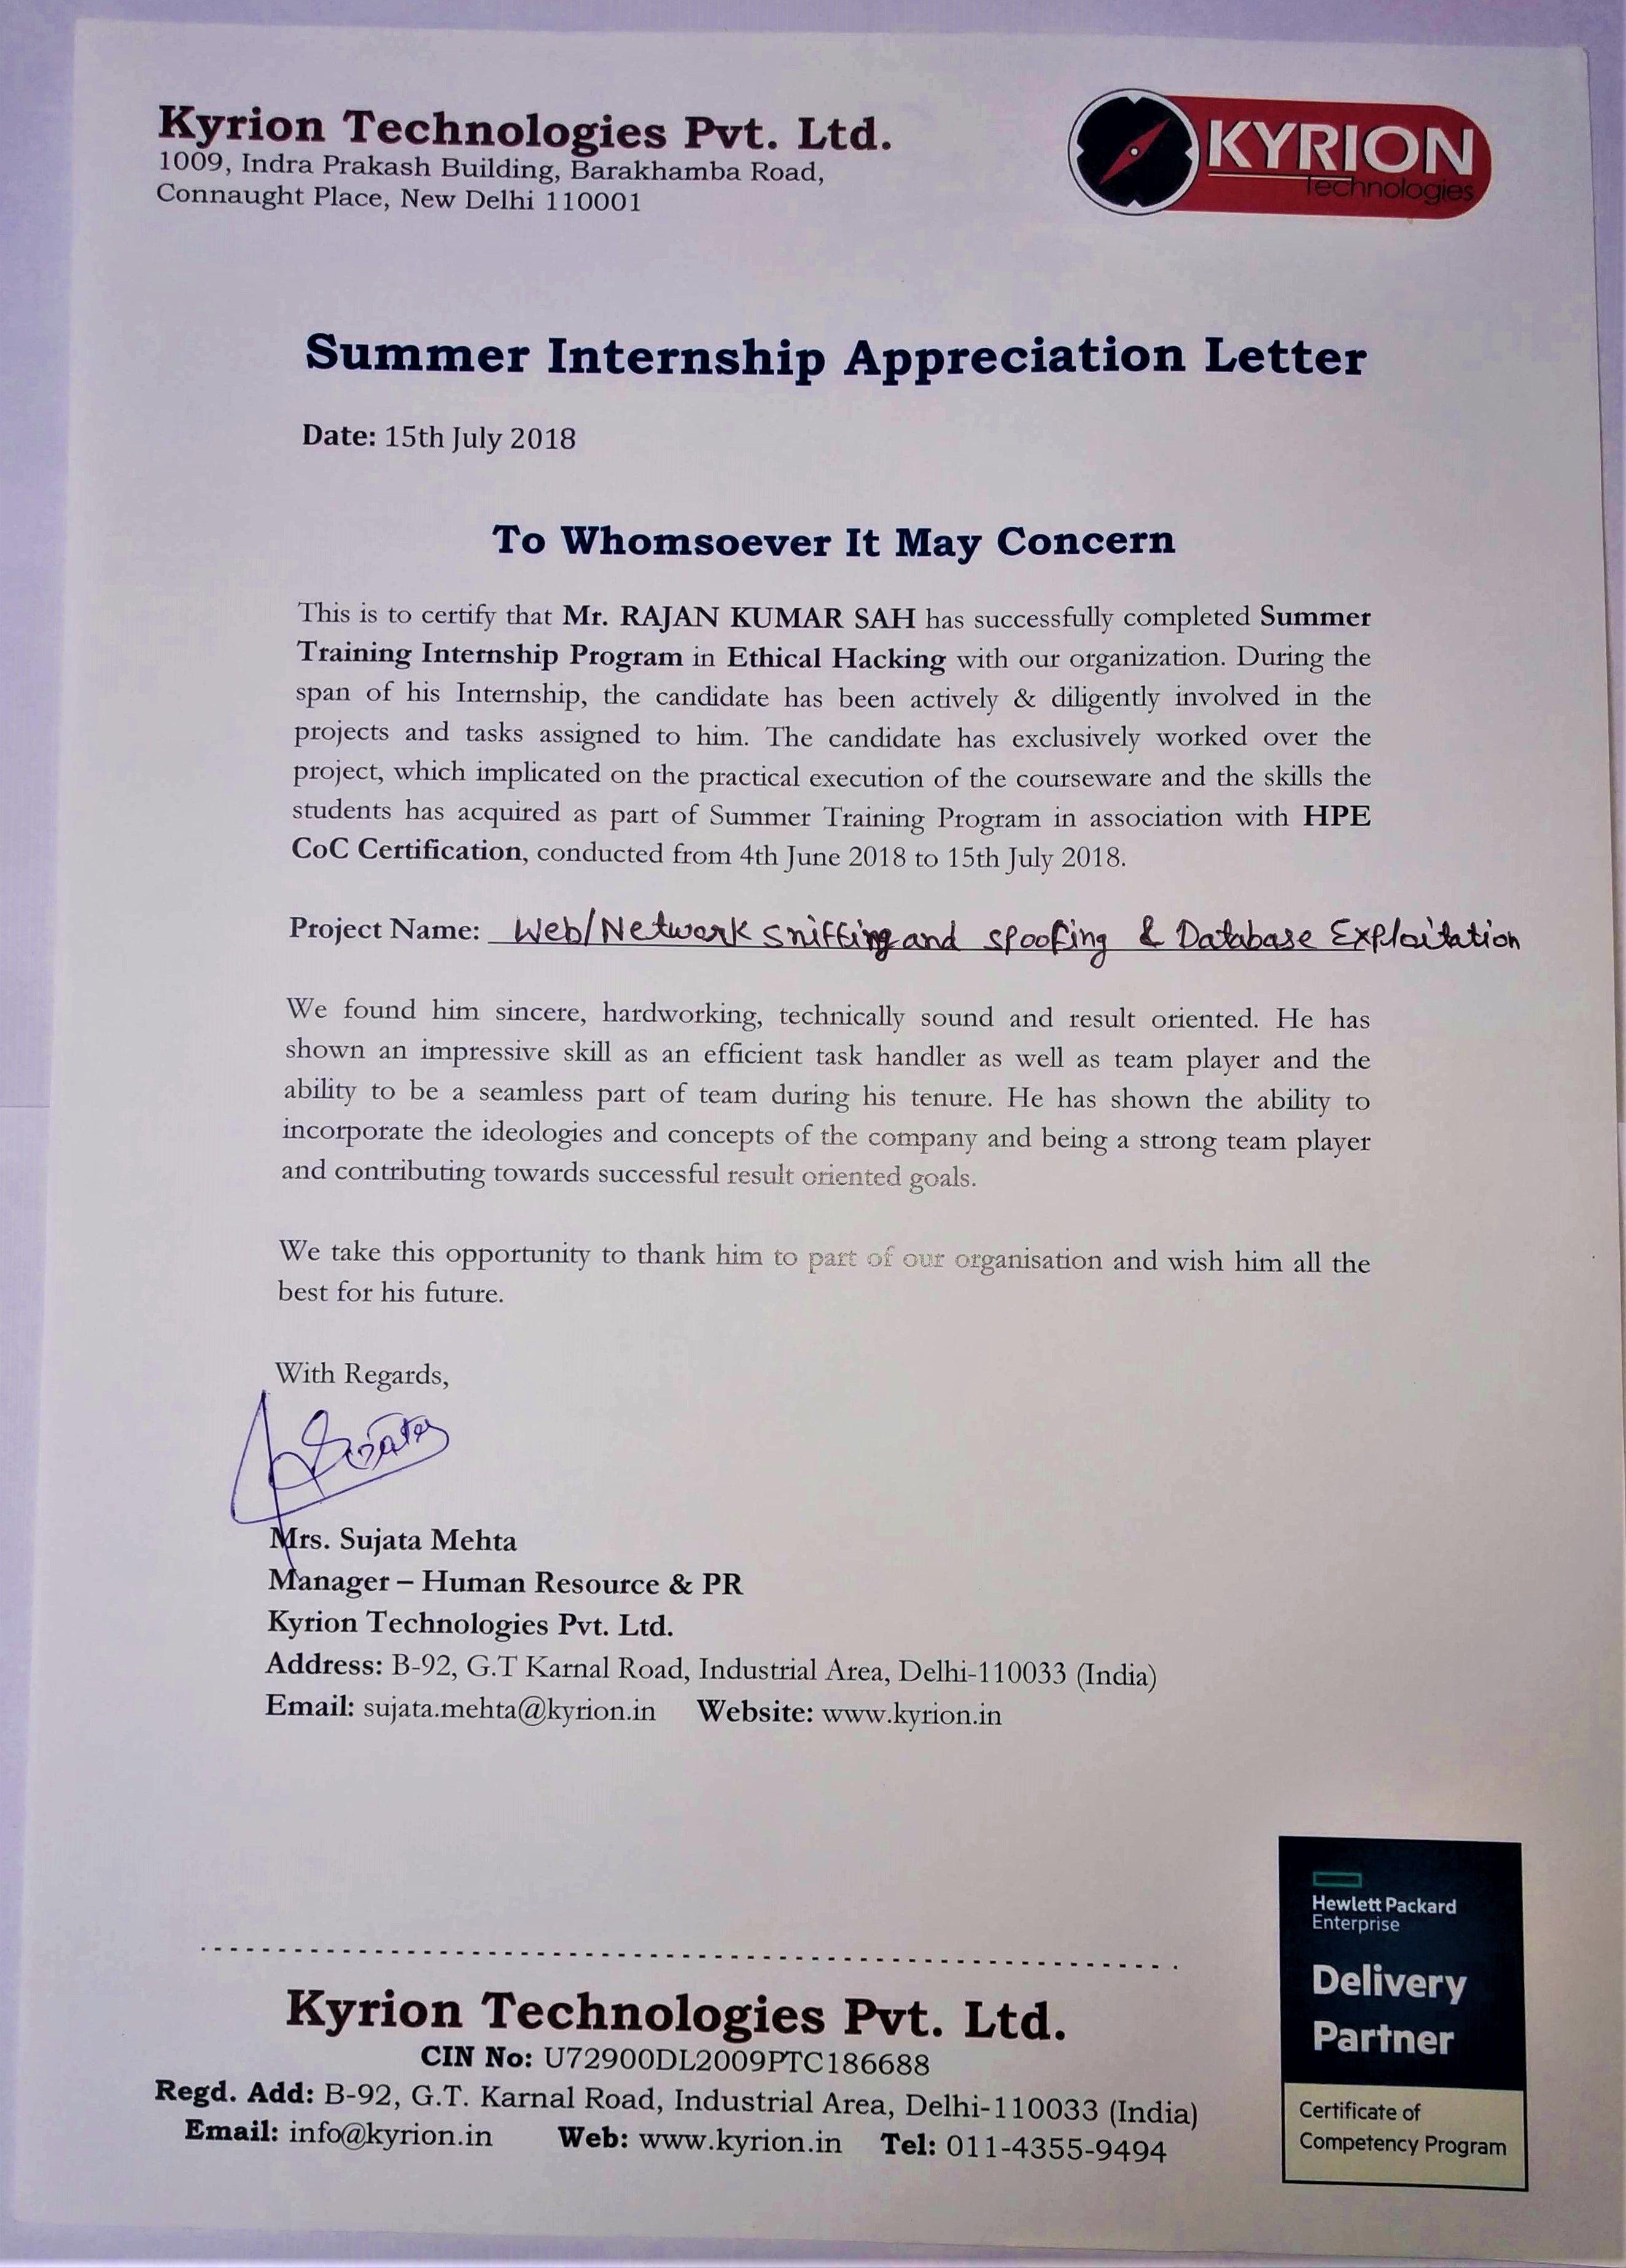 Kyrion Technologies Pvt. Ltd.
1009, Indra Prakash Building, Barakhamba Road,
Connaught Place, New Delhi 110001
KYRION
Technologies
Summer Internship Appreciation Letter
Date: 15th July 2018
To Whomsoever It May Concern
This is to certify that Mr. RAJAN KUMAR SAH has successfully completed Summer
Training Internship Program in Ethical Hacking with our organization. During the
span of his Internship, the candidate has been actively & diligently involved in the
projects and tasks assigned to him. The candidate has exclusively worked over the
project, which implicated on the practical execution of the courseware and the skills the
students has acquired as part of Summer Training Program in association with HPE
CoC Certification, conducted from 4th June 2018 to 15th July 2018.
Project Name: Web/Network sniffing and spoofing & Database Exploitation
We found him sincere, hardworking, technically sound and result oriented. He has
shown an impressive skill as an efficient task handler as well as team player and the
ability to be a seamless part of team during his tenure. He has shown the ability to
incorporate the ideologies and concepts of the company and being a strong team player
and contributing towards successful result oriented goals.
We take this opportunity to thank him to part of our organisation and wish him all the
best for his future.
With Regards,
Sujata
Mrs. Sujata Mehta
Manager – Human Resource & PR
Kyrion Technologies Pvt. Ltd.
Address: B-92, G.T Karnal Road, Industrial Area, Delhi-110033 (India)
Email: sujata.mehta@kyrion.in Website: www.kyrion.in
Hewlett Packard
Enterprise
Delivery
Partner
Certificate of
Competency Program
Kyrion Technologies Pvt. Ltd.
CIN No: U72900DL2009PTC186688
Regd. Add: B-92, G.T. Karnal Road, Industrial Area, Delhi-110033 (India)
Email: info@kyrion.in Web: www.kyrion.in Tel: 011-4355-9494